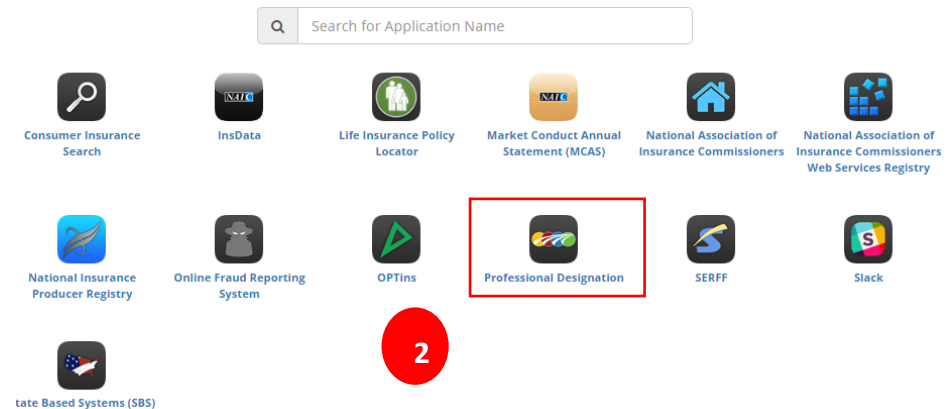 Search for Application Name
NAIC
NAIC
Consumer Insurance
Search
InsData
Life Insurance Policy
Locator
Market Conduct Annual
Statement (MCAS)
National Association of
Insurance Commissioners
National Association of
Insurance Commissioners
Web Services Registry
S
S
National Insurance
Producer Registry
Online Fraud Reporting
System
OPTins
Professional Designation
SERFF
Slack
2
tate Based Systems (SBS)